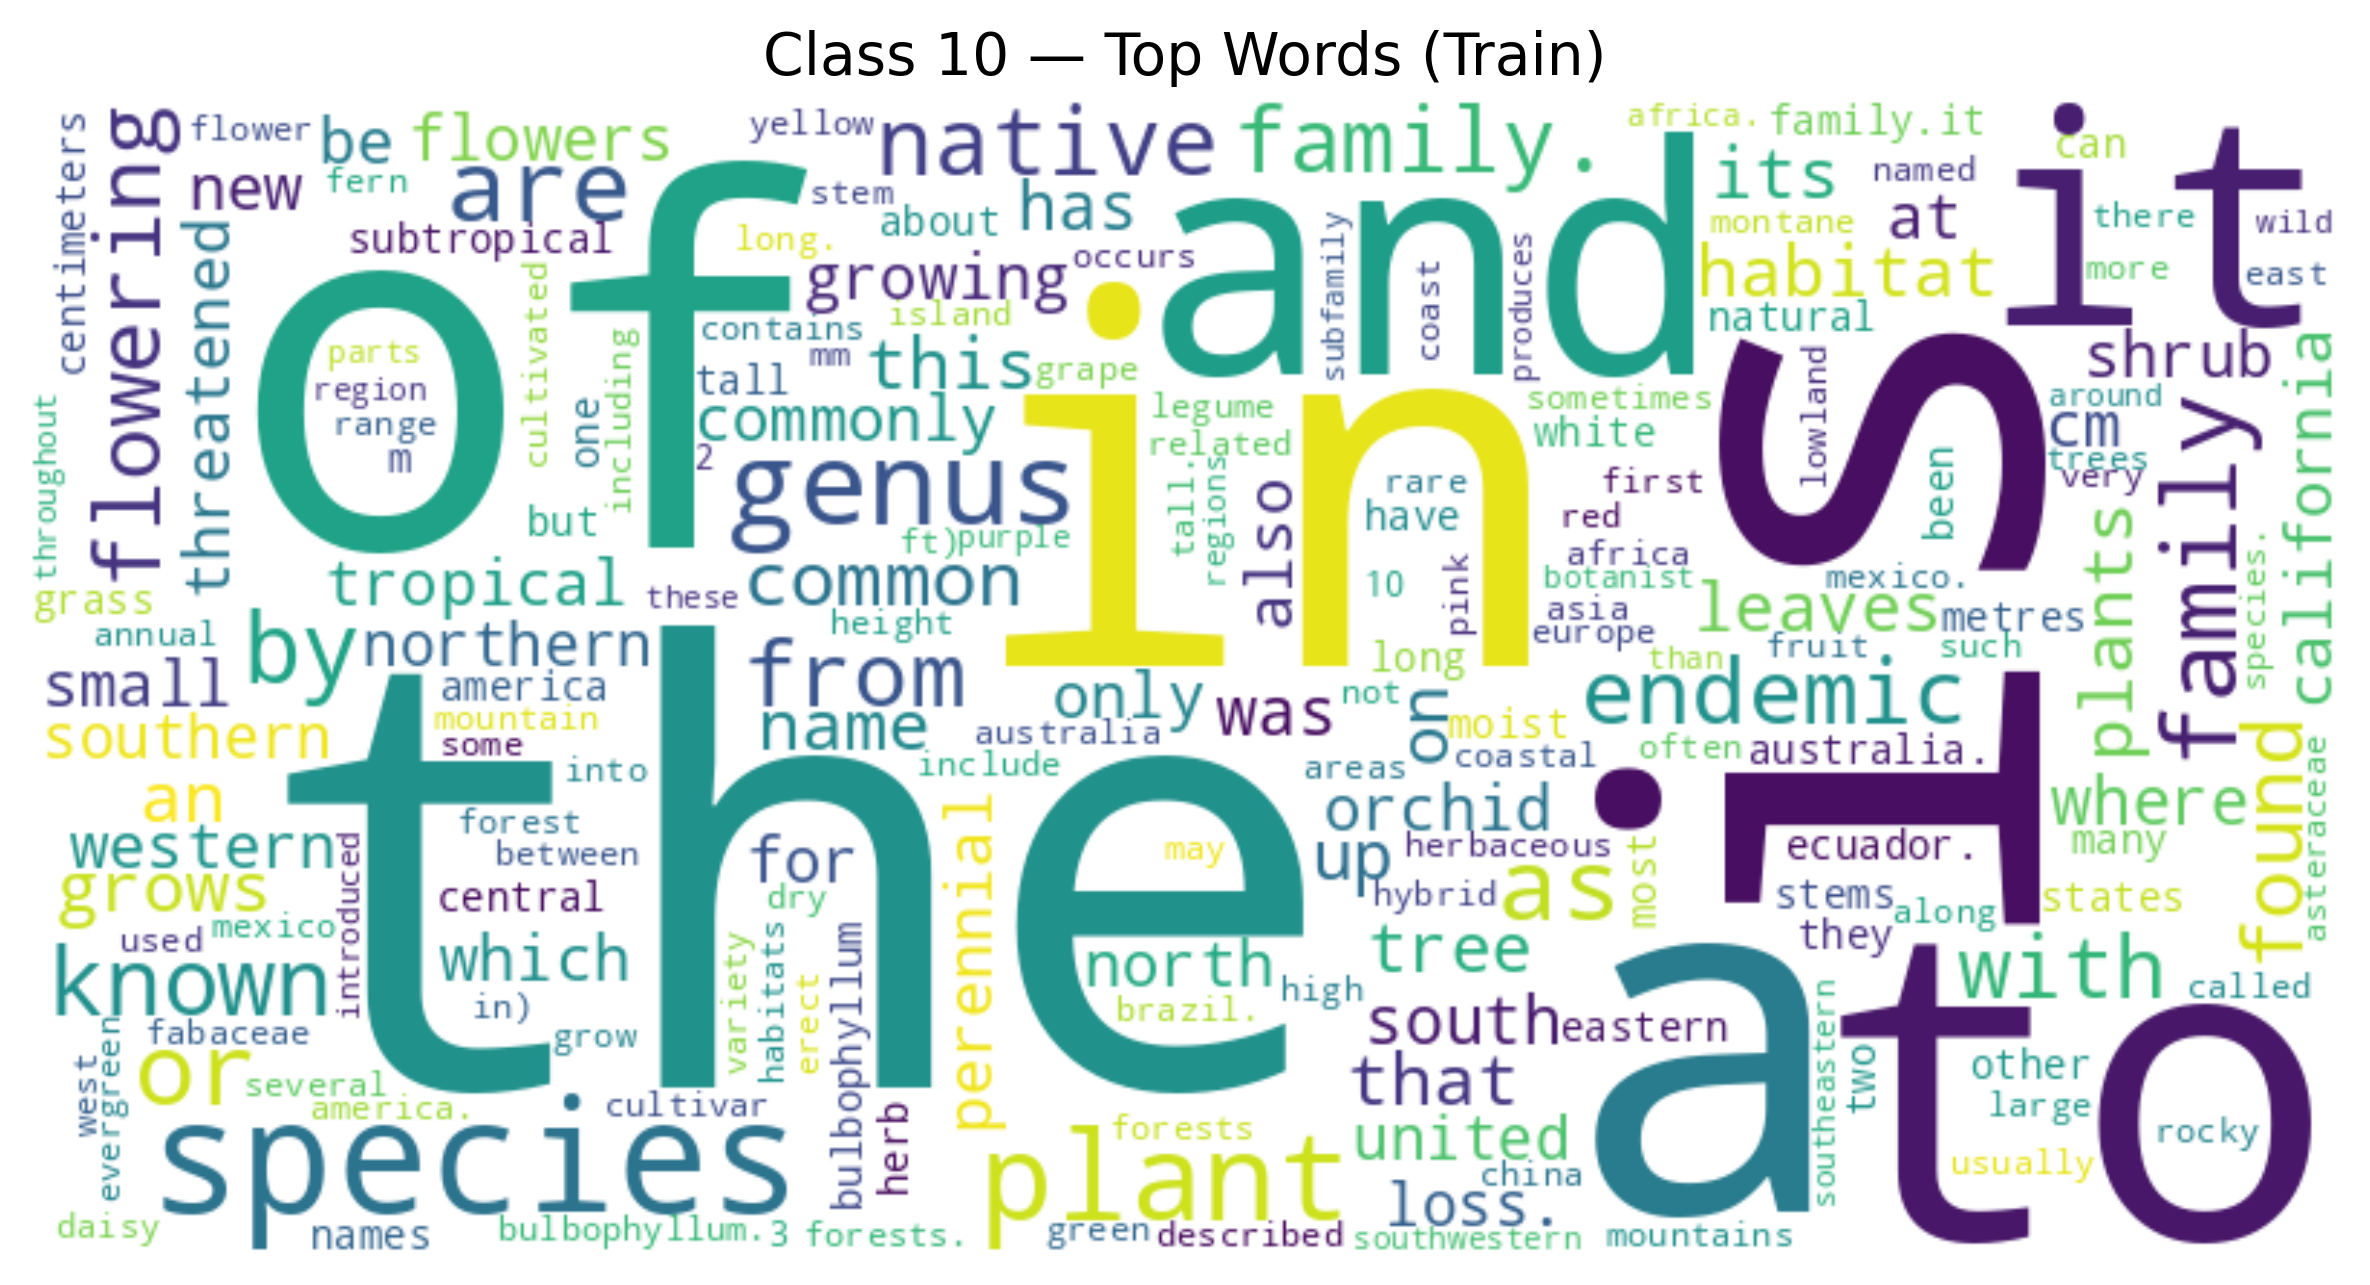 Class 10 — Top Words (Train)
centimeters
flowering
flower
be
flowers
yellow
native
family.
africa.
family.it
can
it
new
fern
are
stem
has
its
named
at
there
wild
threatened
subtropical
of
long.
about
and
montane
habitat
more
east
cultivated
growing
occurs
subfamily
coast
produces
natural
parts
region
range
m
one
including
contains
island
mm
this
grape
tall
commonly
2
in
legume
related
sometimes
white
is
lowland
shrub
around
cm
trees
very
family
california
throughout
grass
but
genus
ft)
purple
tall.
regions
also
rare
have
10
pink
long
first
red
africa
botanist
asia
europe
been
mexico.
leaves
metres
plants
species.
tropical
these
common
height
annual
by
northern
from
than
fruit
such
small
america
name
only
was
not
on
endemic
southern
mountain
some
australia
moist
coastal
often
australia.
found
asteraceae
an
into
include
areas
orchid
where
western
forest
between
the
for
perennial
may
up
herbaceous
ecuador.
many
grows
introduced
central
dry
hybrid
as
most
stems
along
states
used
mexico
known
which
in)
variety
habitats
erect
bulbophyllum
north
high
tree
they
with
called
brazil.
fabaceae
grow
south
eastern
a
southeastern
to
two
other
large
rocky
usually
west
evergreen
or
several
america.
cultivar
that
herb
forests
united
china
species
plant
loss.
daisy
names
bulbophyllum.
3
forests.
green
described
southwestern
mountains